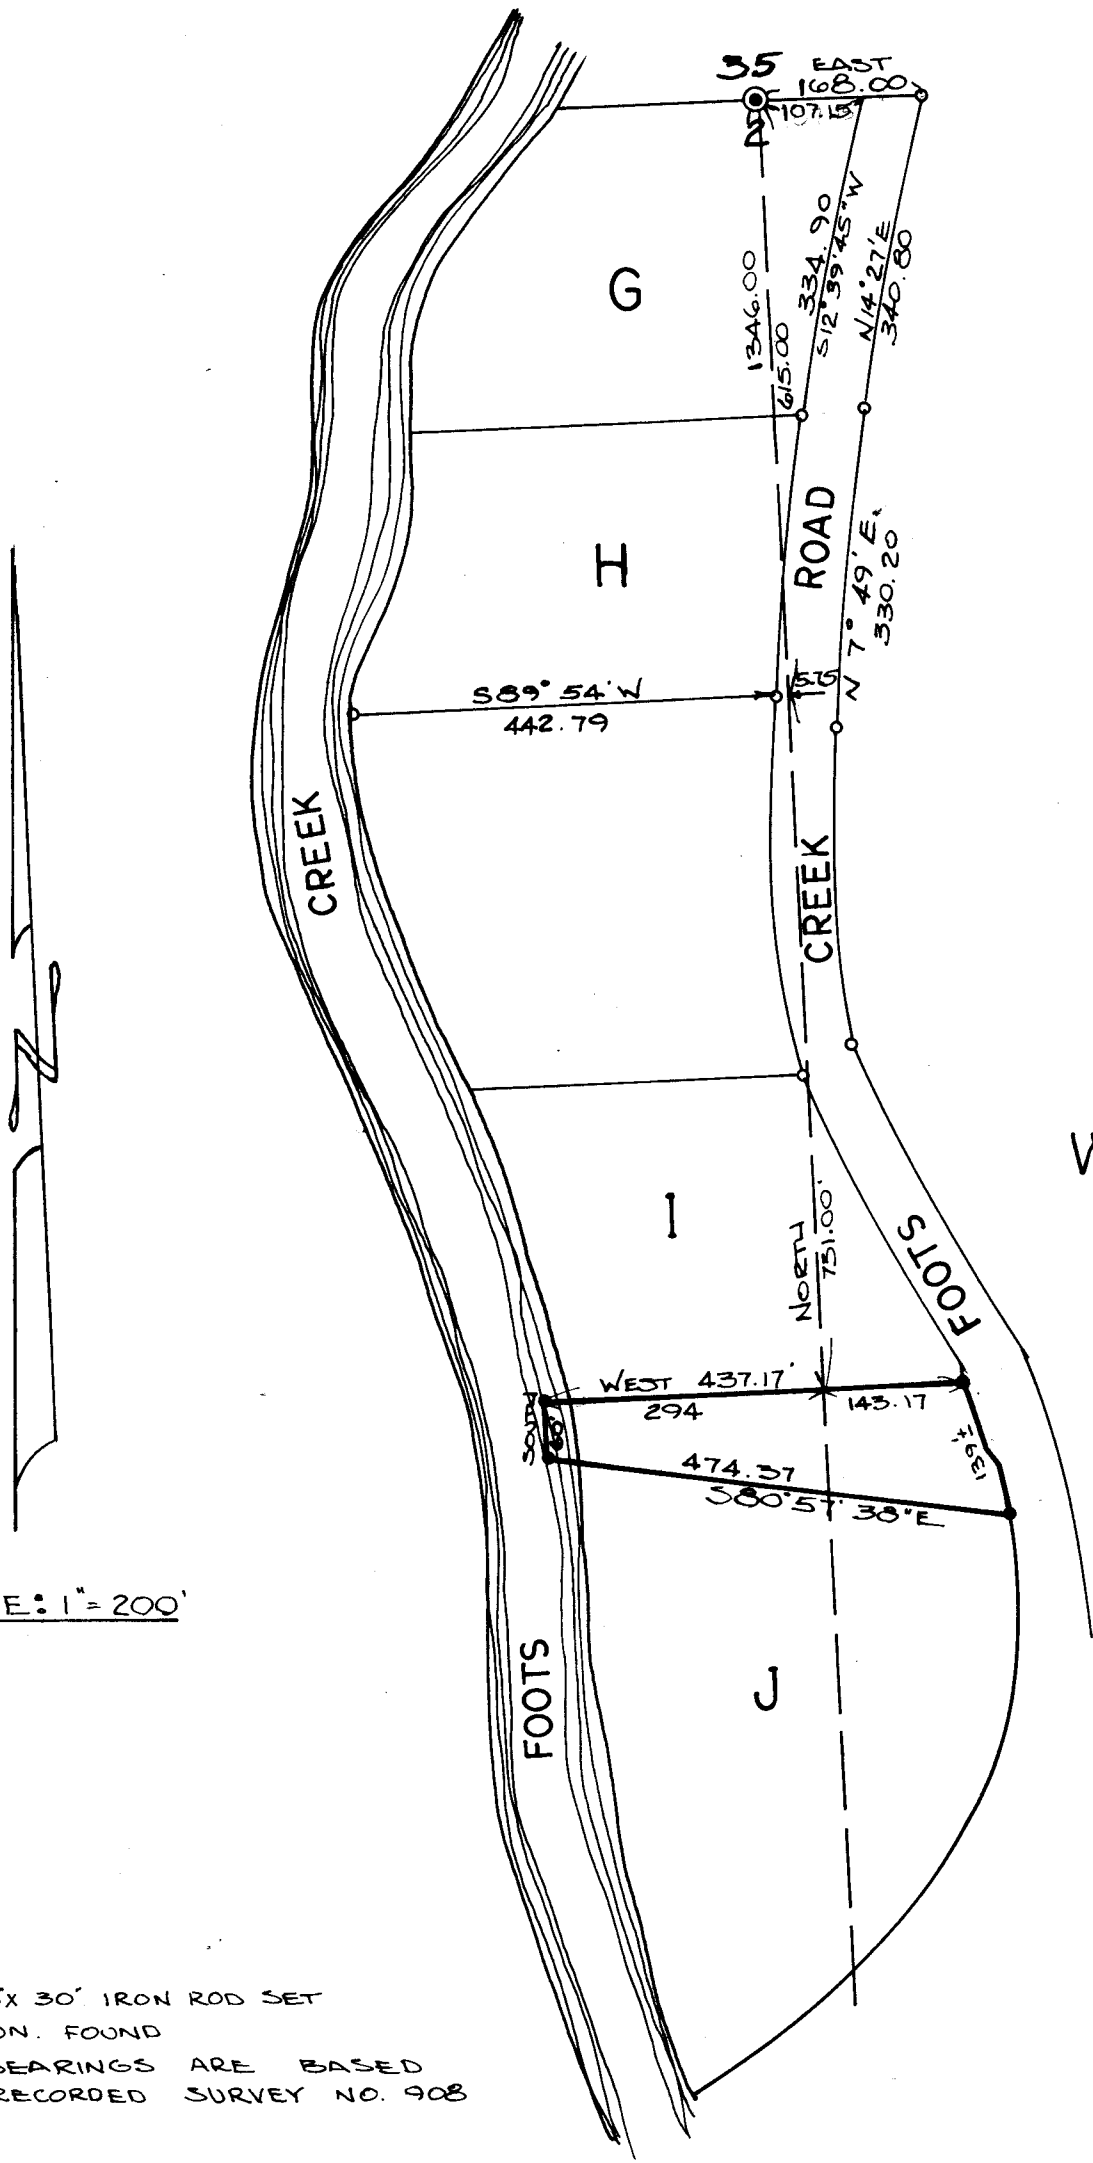 35 EAST
168.00
107.15
2
334.90
S12°39'45"W
N14°27'E
340.80
G
1346.00
615.00
ROAD
H
N 7° 49' E.
330.20
S89° 54' W
442.79
5.75
CREEK
CREEK
I
NORTH
731.00'
FOOTS
WEST 437.17'
294
143.17
SOUTH
60'
139'±
474.37
S80°57' 38"E
E: 1" = 200'
FOOTS
J
X 30" IRON ROD SET
ON. FOUND
BEARINGS ARE BASED
RECORDED SURVEY NO. 908